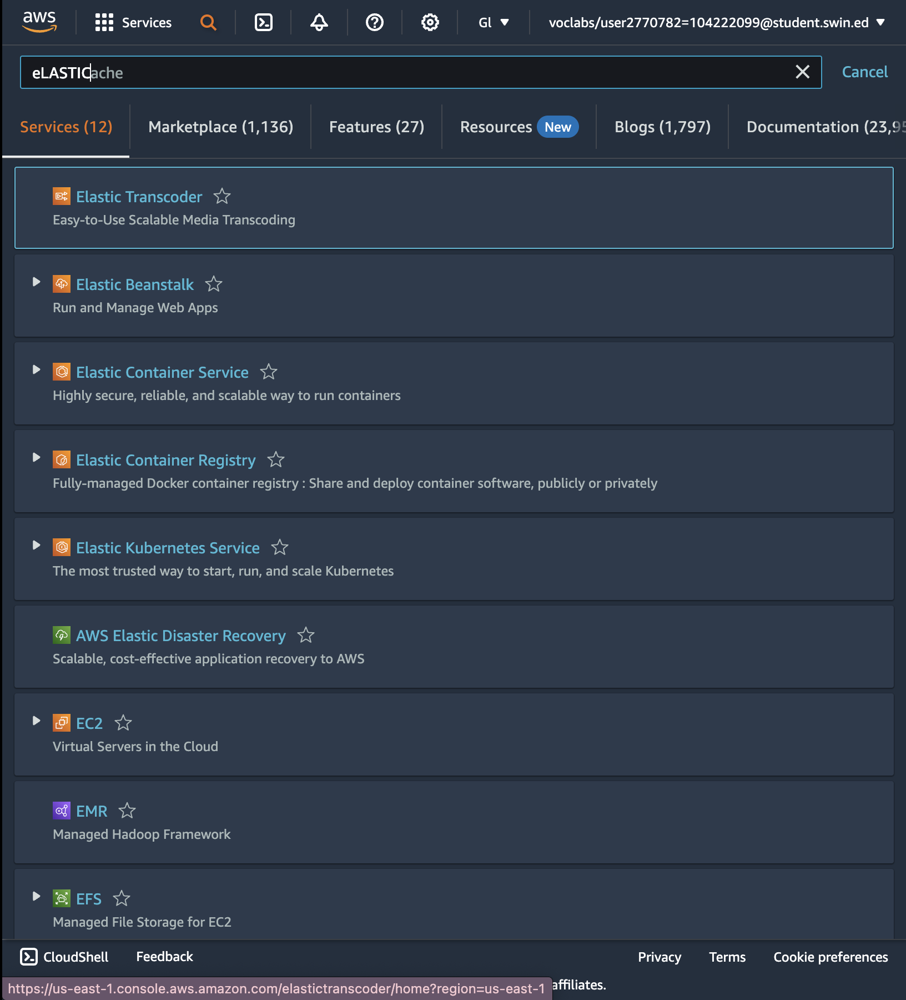 aws
Services
Gl
voclabs/user2770782=104222099@student.swin.ed
eLASTICache
Cancel
Services (12)
Marketplace (1,136)
Features (27)
Resources New
Blogs (1,797)
Documentation (23,95
Elastic Transcoder
Easy-to-Use Scalable Media Transcoding
Elastic Beanstalk
Run and Manage Web Apps
Elastic Container Service
Highly secure, reliable, and scalable way to run containers
Elastic Container Registry
Fully-managed Docker container registry : Share and deploy container software, publicly or privately
Elastic Kubernetes Service
The most trusted way to start, run, and scale Kubernetes
AWS Elastic Disaster Recovery
Scalable, cost-effective application recovery to AWS
EC2
Virtual Servers in the Cloud
EMR
Managed Hadoop Framework
EFS
Managed File Storage for EC2
CloudShell
Feedback
Privacy
Terms
Cookie preferences
https://us-east-1.console.aws.amazon.com/elastictranscoder/home?region=us-east-1
affiliates.